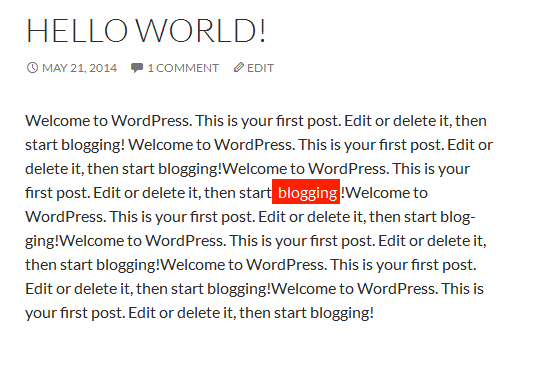 HELLO WORLD!
MAY 21, 2014 1 COMMENT EDIT
Welcome to WordPress. This is your first post. Edit or delete it, then
start blogging! Welcome to WordPress. This is your first post. Edit or
delete it, then start blogging!Welcome to WordPress. This is your
first post. Edit or delete it, then start blogging !Welcome to
WordPress. This is your first post. Edit or delete it, then start blog-
ging!Welcome to WordPress. This is your first post. Edit or delete it,
then start blogging!Welcome to WordPress. This is your first post.
Edit or delete it, then start blogging!Welcome to WordPress. This is
your first post. Edit or delete it, then start blogging!